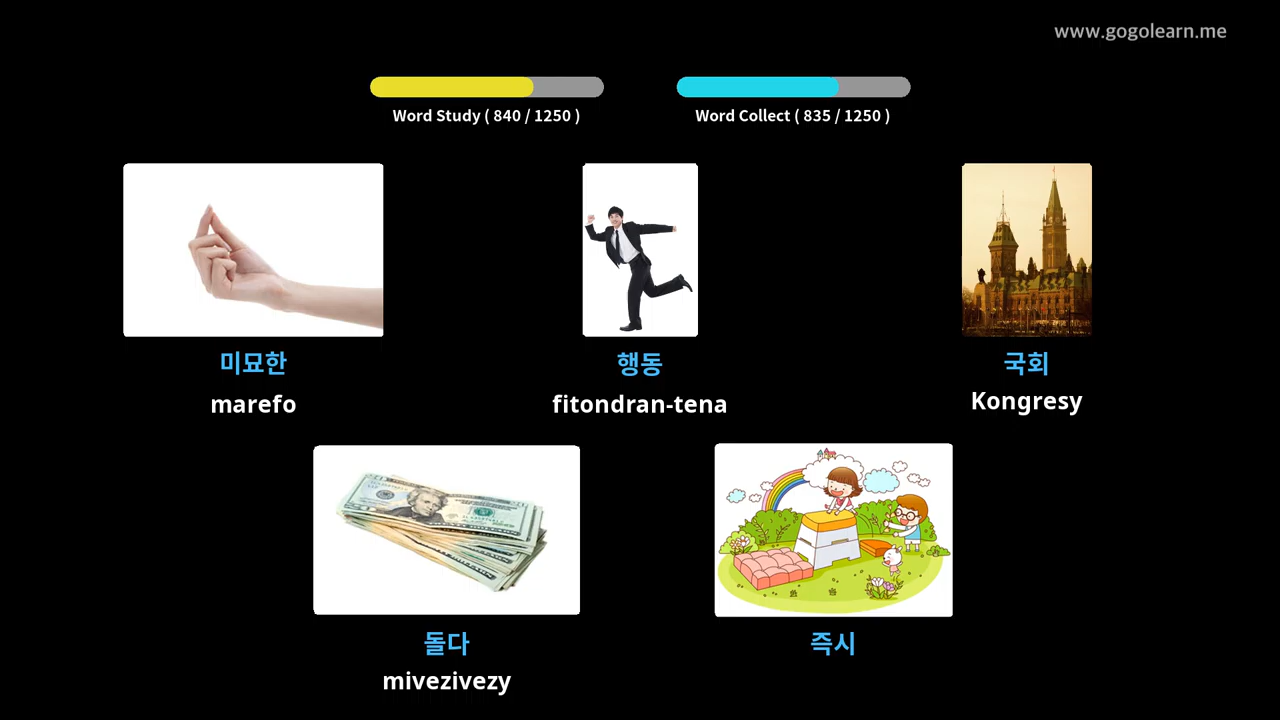 www.gogolearn.me
Word Study ( 840 / 1250 )
Word Collect ( 835 / 1250 )
미묘한
marefo
행동
fitondran-tena
국회
Kongresy
돌다
mivezivezy
즉시